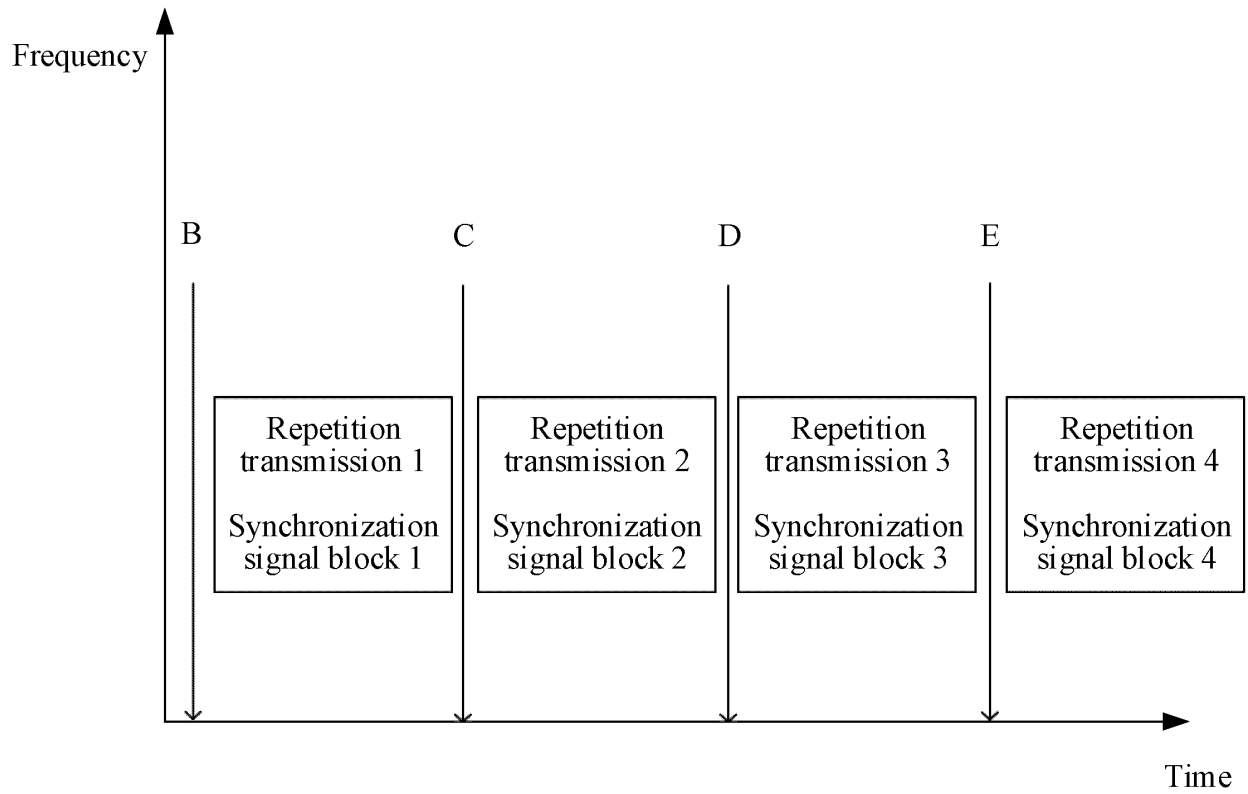 Frequency
B
C
D
E
Repetition
transmission 1
Synchronization
signal block 1
Repetition
transmission 2
Synchronization
signal block 2
Repetition
transmission 3
Synchronization
signal block 3
Repetition
transmission 4
Synchronization
signal block 4
Time